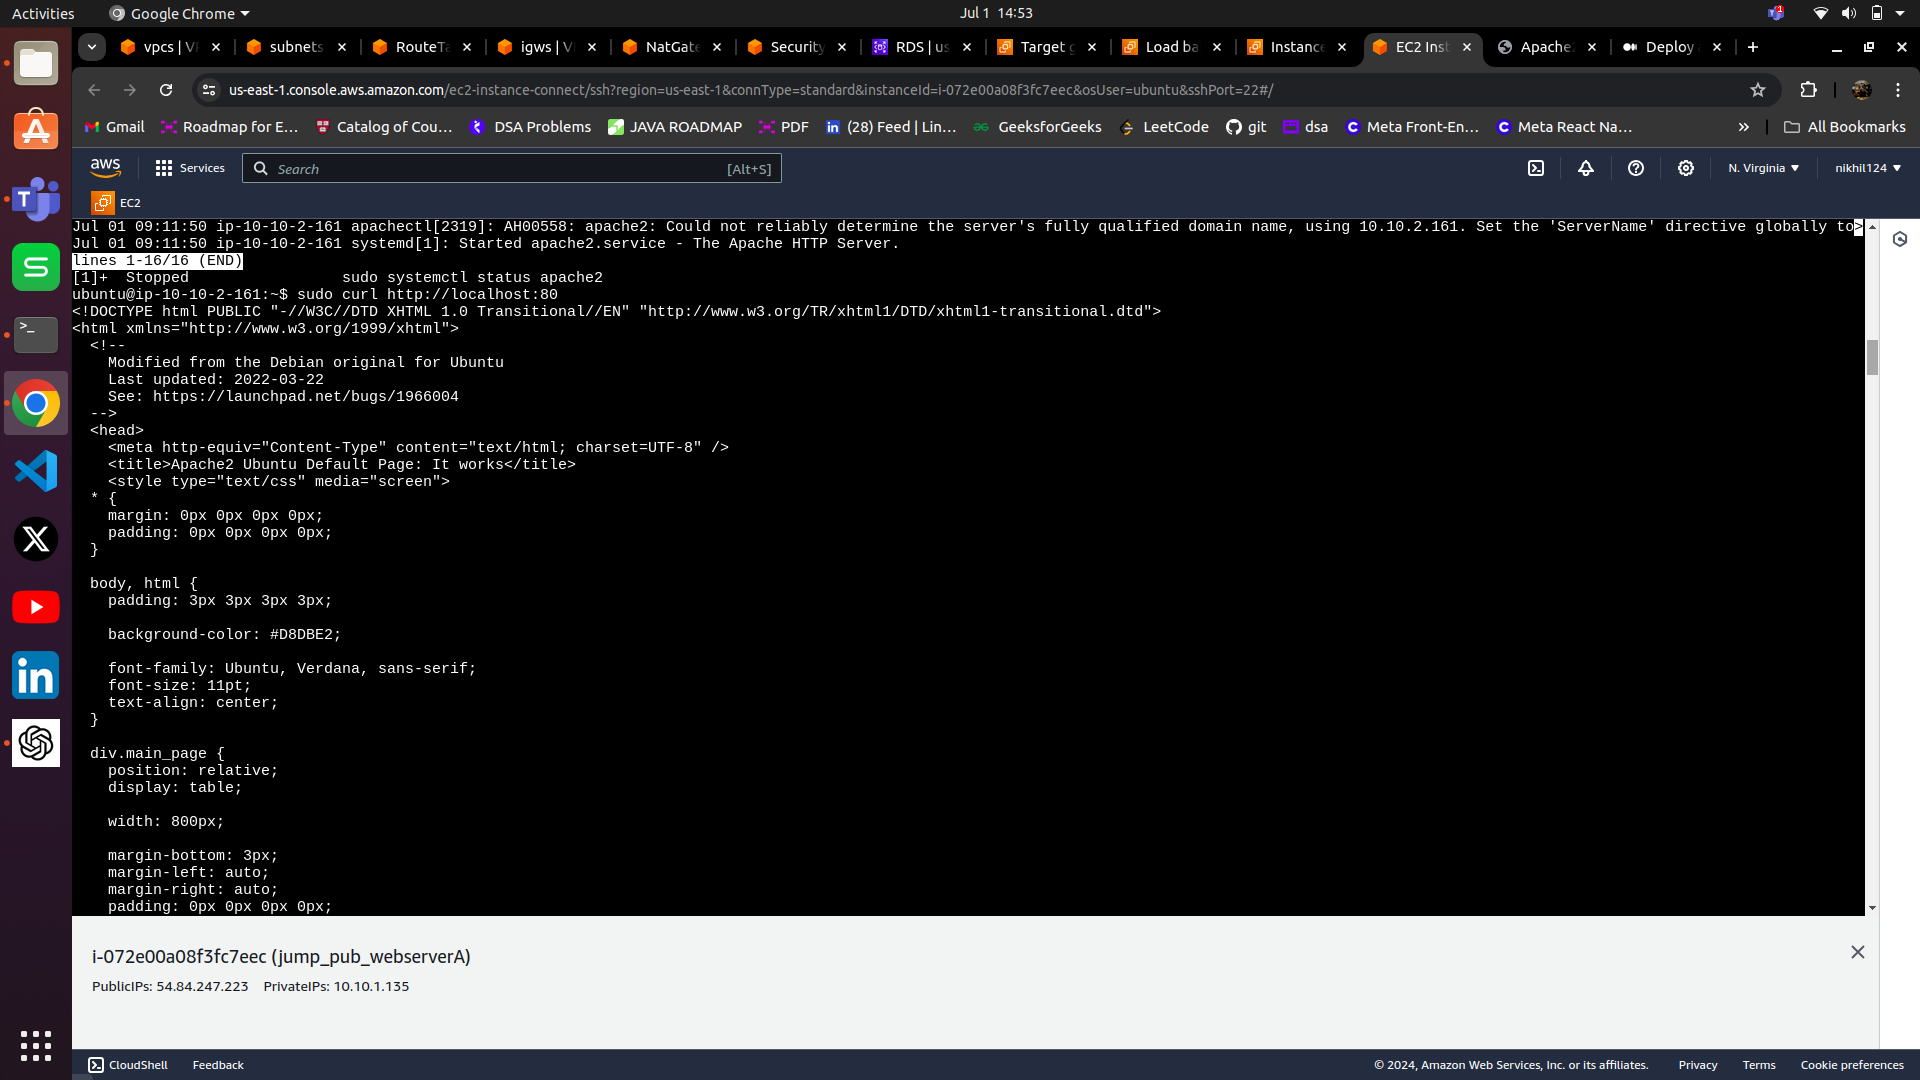 Activities
Google Chrome
Jul 1 14:53
1
vpcs | V
subnets
RouteTa
igws | V
NatGate
Security
RDS | us
Target g
Load ba
Instance
EC2 Inst
Apache2
Deploy
us-east-1.console.aws.amazon.com/ec2-instance-connect/ssh?region=us-east-1&connType=standard&instanceId=i-072e00a08f3fc7eec&osUser=ubuntu&sshPort=22#/
Gmail
Roadmap for E...
Catalog of Cou...
DSA Problems
JAVA ROADMAP
PDF
(28) Feed | Lin...
GeeksforGeeks
LeetCode
git
dsa
Meta Front-En...
Meta React Na...
»
All Bookmarks
aws
Services
Search
[Alt+S]
N. Virginia
nikhil124
EC2
Jul 01 09:11:50 ip-10-10-2-161 apachectl[2319]: AH00558: apache2: Could not reliably determine the server's fully qualified domain name, using 10.10.2.161. Set the 'ServerName' directive globally to>
Jul 01 09:11:50 ip-10-10-2-161 systemd[1]: Started apache2.service - The Apache HTTP Server.
lines 1-16/16 (END)
[1]+  Stopped                 sudo systemctl status apache2
ubuntu@ip-10-10-2-161:~$ sudo curl http://localhost:80
<!DOCTYPE html PUBLIC "-//W3C//DTD XHTML 1.0 Transitional//EN" "http://www.w3.org/TR/xhtml1/DTD/xhtml1-transitional.dtd">
<html xmlns="http://www.w3.org/1999/xhtml">
  <!--
    Modified from the Debian original for Ubuntu
    Last updated: 2022-03-22
    See: https://launchpad.net/bugs/1966004
  -->
  <head>
    <meta http-equiv="Content-Type" content="text/html; charset=UTF-8" />
    <title>Apache2 Ubuntu Default Page: It works</title>
    <style type="text/css" media="screen">
  * {
    margin: 0px 0px 0px 0px;
    padding: 0px 0px 0px 0px;
  }
  body, html {
    padding: 3px 3px 3px 3px;
    background-color: #D8DBE2;
    font-family: Ubuntu, Verdana, sans-serif;
    font-size: 11pt;
    text-align: center;
  }
  div.main_page {
    position: relative;
    display: table;
    width: 800px;
    margin-bottom: 3px;
    margin-left: auto;
    margin-right: auto;
    padding: 0px 0px 0px 0px;
i-072e00a08f3fc7eec (jump_pub_webserverA)
PublicIPs: 54.84.247.223    PrivateIPs: 10.10.1.135
CloudShell
Feedback
© 2024, Amazon Web Services, Inc. or its affiliates.
Privacy
Terms
Cookie preferences